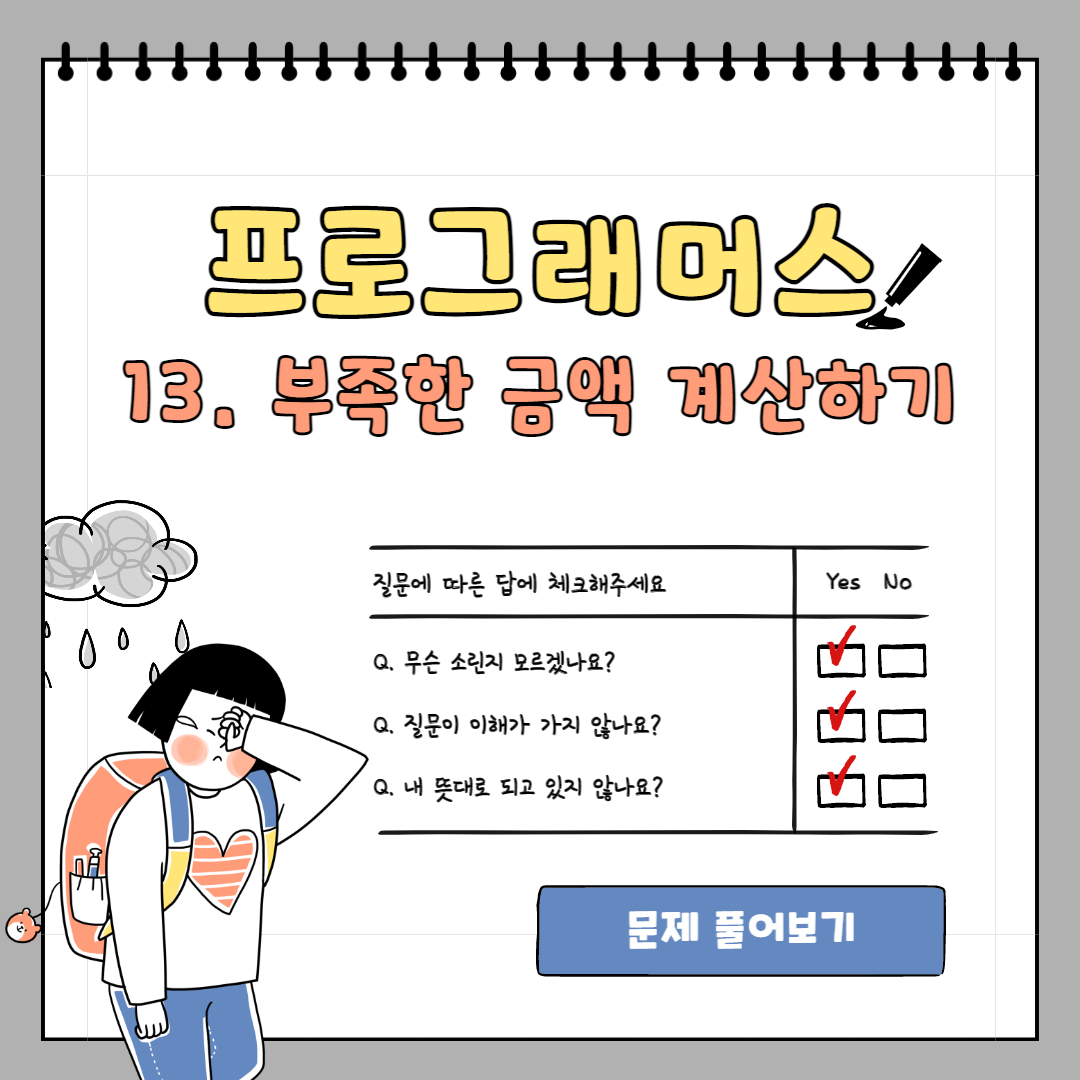 프로그래머스
13. 부족한 금액 계산하기
질문에 따른 답에 체크해주세요 Yes No
Q. 무슨 소린지 모르겠나요?
Q. 질문이 이해가 가지 않나요?
Q. 내 뜻대로 되고 있지 않나요?
문제 풀어보기